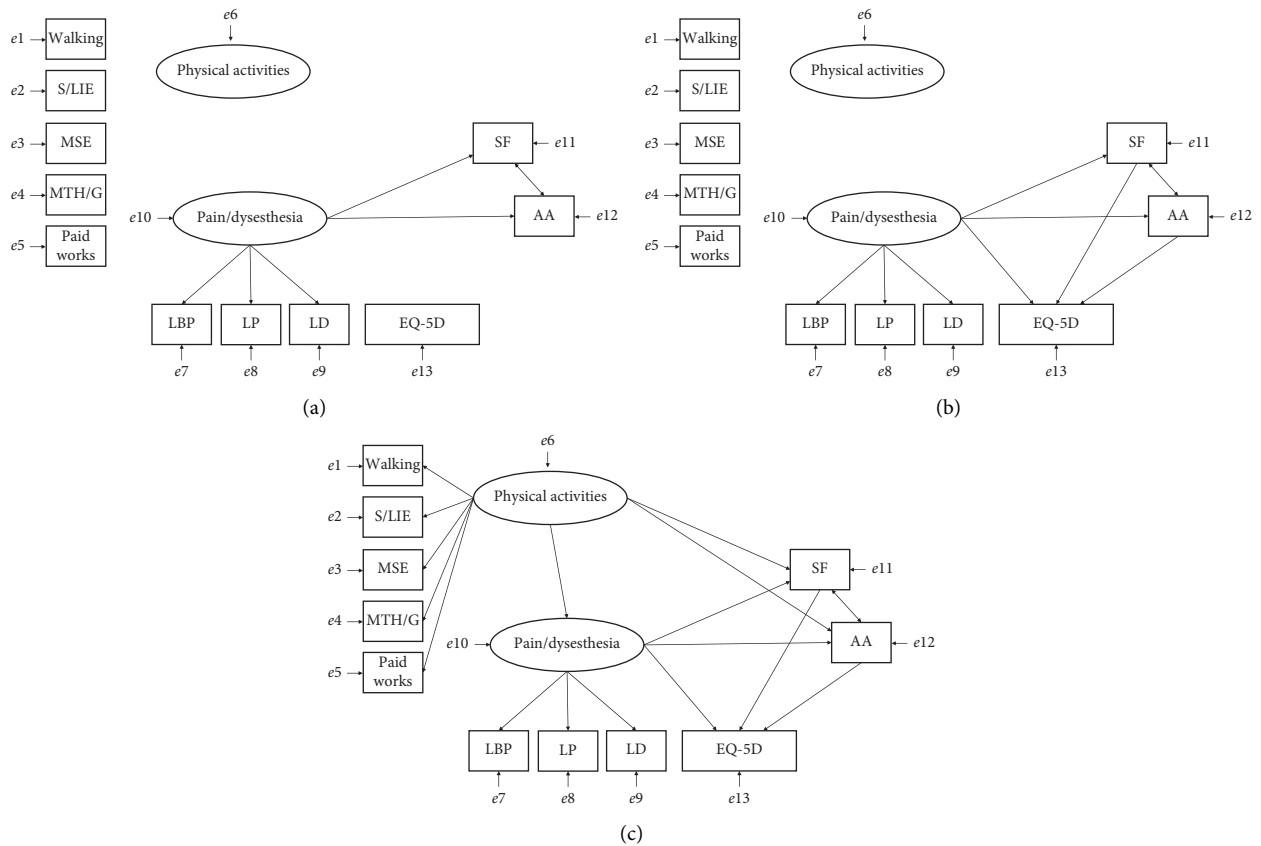 e6
e1
Walking
Physical activities
e2
S/LIE
e3
MSE
SF
e11
e4
MTH/G
e10
Pain/dysesthesia
AA
e12
e5
Paid
works
LBP
LP
LD
EQ-5D
e7
e8
e9
e13
(a)
e6
e1
Walking
Physical activities
e2
S/LIE
e3
MSE
SF
e11
e4
MTH/G
e10
Pain/dysesthesia
AA
e12
e5
Paid
works
LBP
LP
LD
EQ-5D
e7
e8
e9
e13
(b)
e6
e1
Walking
Physical activities
e2
S/LIE
e3
MSE
SF
e11
e4
MTH/G
e10
Pain/dysesthesia
AA
e12
e5
Paid
works
LBP
LP
LD
EQ-5D
e7
e8
e9
e13
(c)